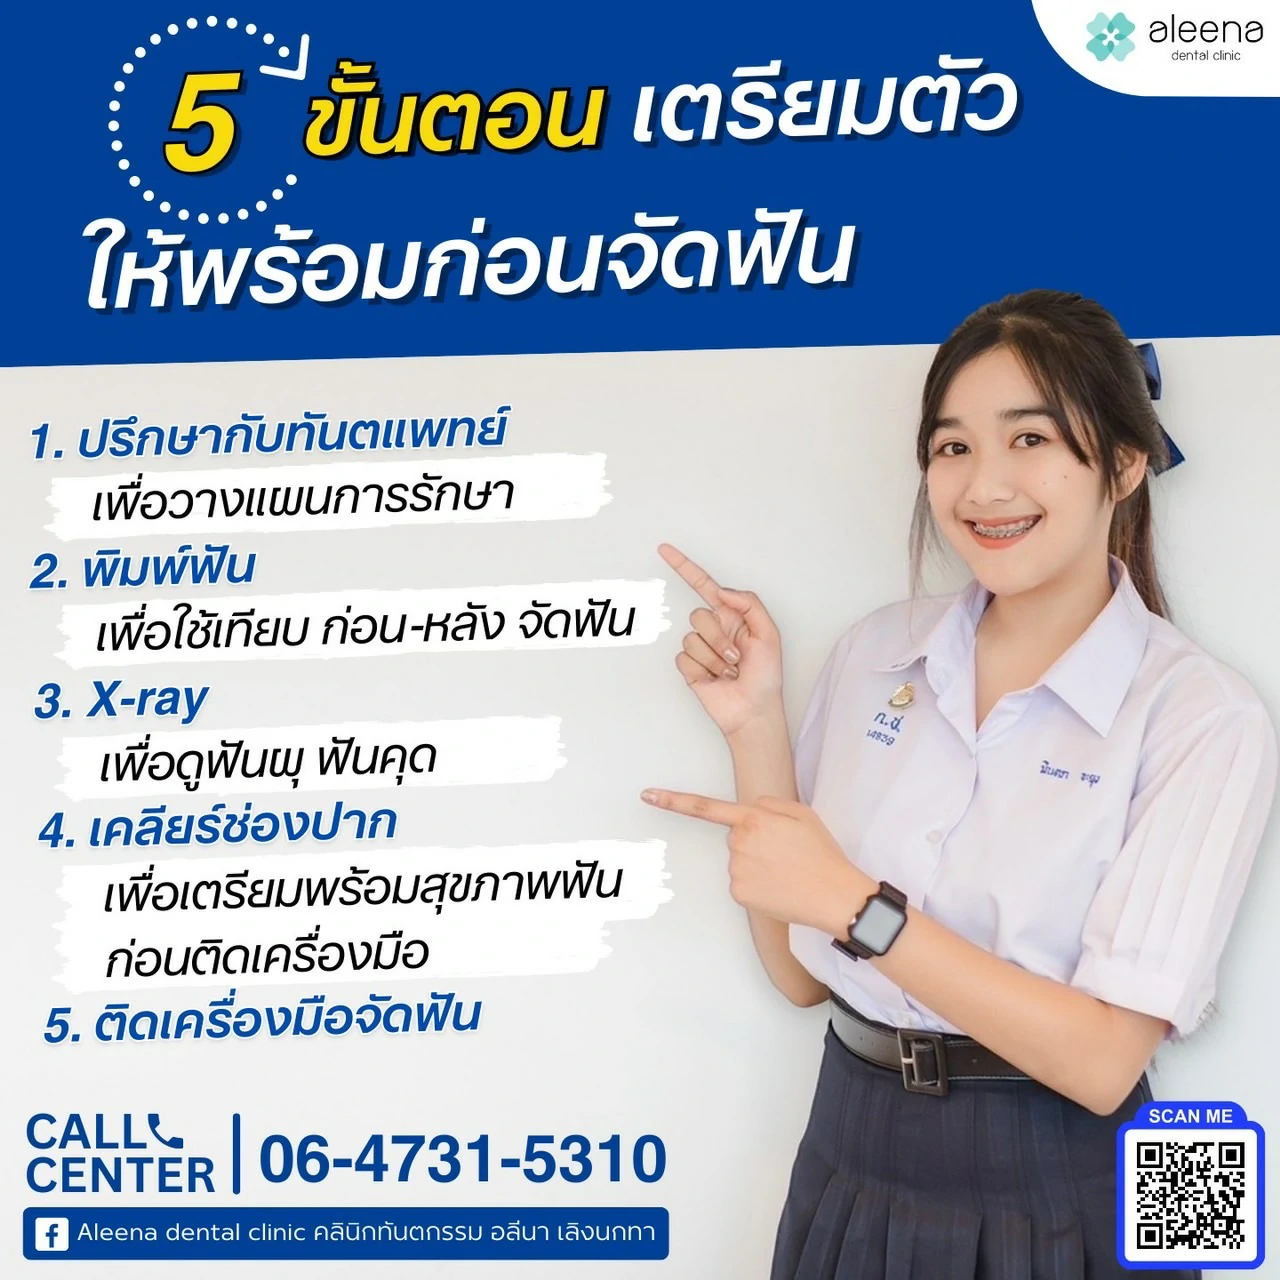 aleena
dental clinic
5 ขั้นตอน เตรียมตัว
ให้พร้อมก่อนจัดฟัน
1. ปรึกษากับทันตแพทย์
เพื่อวางแผนการรักษา
2. พิมพ์ฟัน
เพื่อใช้เทียบ ก่อน-หลัง จัดฟัน
3. X-ray
เพื่อดูฟันผุ ฟันคุด
4. เคลียร์ช่องปาก
เพื่อเตรียมพร้อมสุขภาพฟัน
ก่อนติดเครื่องมือ
5. ติดเครื่องมือจัดฟัน
ก.ช.
CALL
CENTER
06-4731-5310
Aleena dental clinic คลินิกทันตกรรม อลีนา เลิงนกทา
SCAN ME